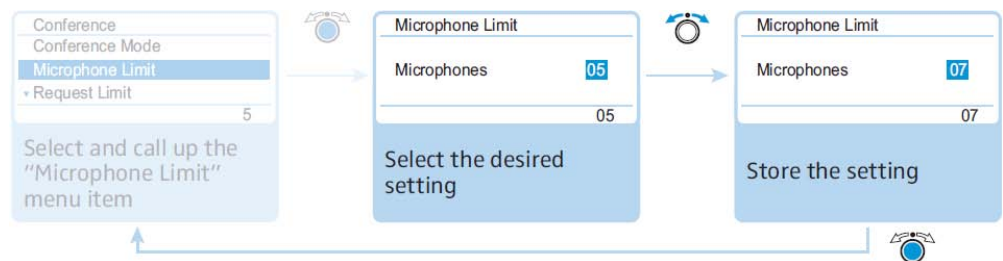 Conference
Conference Mode
Microphone Limit
Request Limit
5
Select and call up the
“Microphone Limit”
menu item
Microphone Limit
Microphones 05
05
Select the desired
setting
Microphone Limit
Microphones 07
07
Store the setting